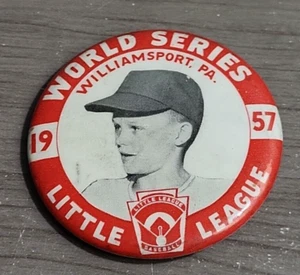 WORLD SERIES
WILLIAMSPORT, PA.
19 57
LITTLE LEAGUE
BASEBALL
LITTLE LEAGUE